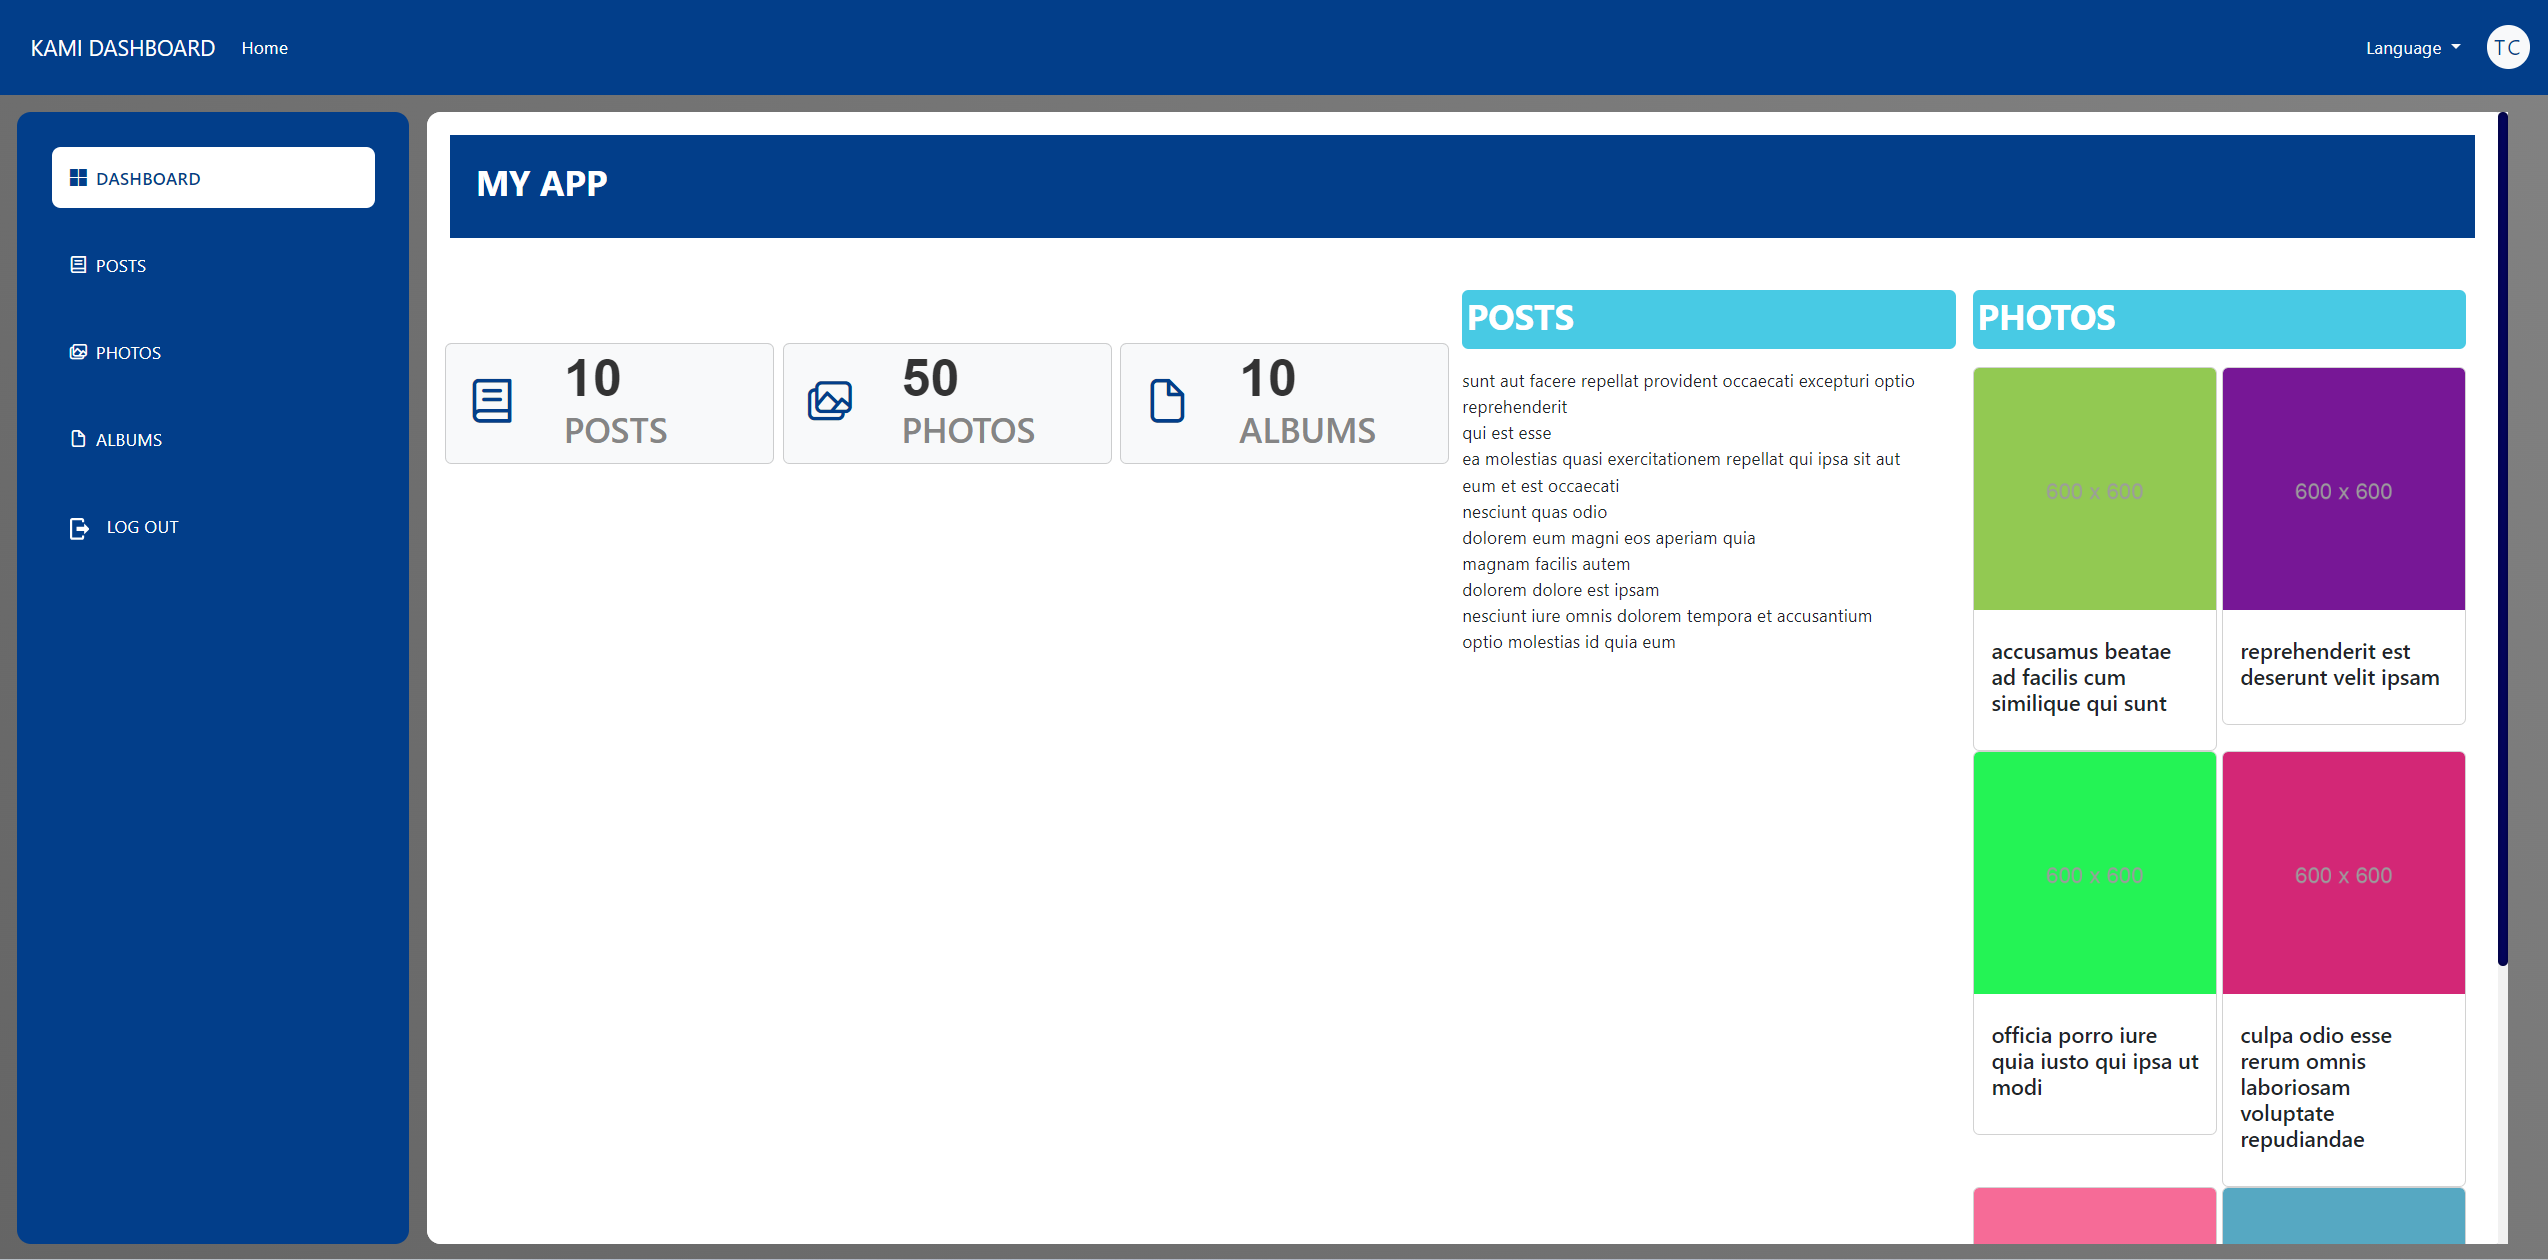 KAMI DASHBOARD Home Language TC
DASHBOARD
POSTS
PHOTOS
ALBUMS
LOG OUT
MY APP
10
POSTS
50
PHOTOS
10
ALBUMS
POSTS
sunt aut facere repellat provident occaecati excepturi optio
reprehenderit
qui est esse
ea molestias quasi exercitationem repellat qui ipsa sit aut
eum et est occaecati
nesciunt quas odio
dolorem eum magni eos aperiam quia
magnam facilis autem
dolorem dolore est ipsam
nesciunt iure omnis dolorem tempora et accusantium
optio molestias id quia eum
PHOTOS
600 x 600
accusamus beatae
ad facilis cum
similique qui sunt
600 x 600
reprehenderit est
deserunt velit ipsam
600 x 600
officia porro iure
quia iusto qui ipsa ut
modi
600 x 600
culpa odio esse
rerum omnis
laboriosam
voluptate
repudiandae